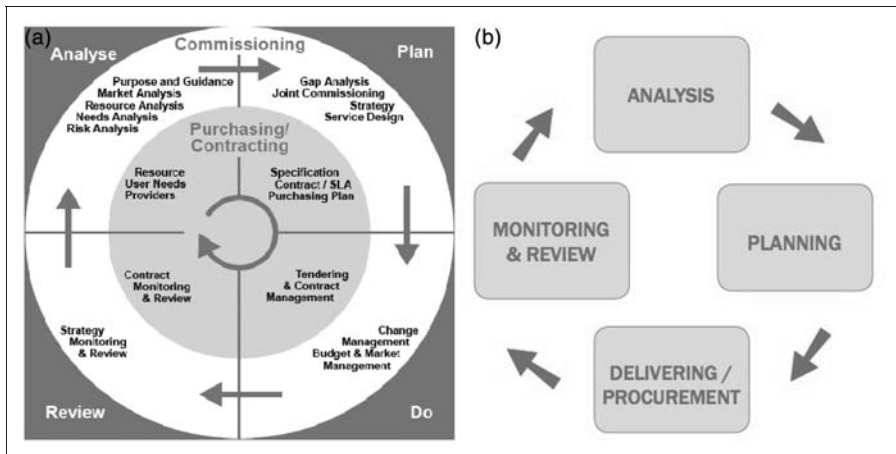 (a)
Analyse
Commissioning
Plan
Purpose and Guidance
Market Analysis
Resource Analysis
Needs Analysis
Risk Analysis
Gap Analysis
Joint Commissioning
Strategy
Service Design
Purchasing/
Contracting
Resource
User Needs
Providers
Specification
Contract / SLA
Purchasing Plan
Contract
Monitoring
& Review
Tendering
& Contract
Management
Strategy
Monitoring
& Review
Change
Management
Budget & Market
Management
Review
Do
(b)
ANALYSIS
MONITORING
& REVIEW
PLANNING
DELIVERING /
PROCUREMENT